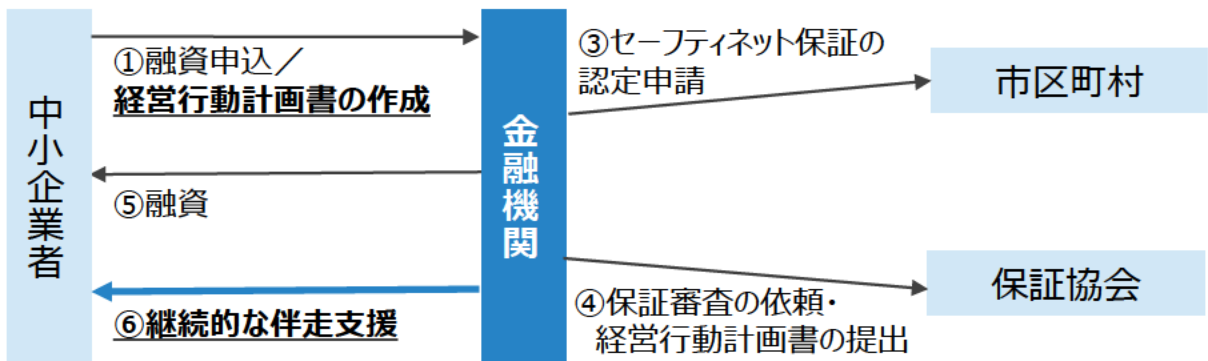 中小企業者
①融資申込／
経営行動計画書の作成
⑤融資
⑥継続的な伴走支援
金融機関
③セーフティネット保証の
認定申請
市区町村
④保証審査の依頼・
経営行動計画書の提出
保証協会